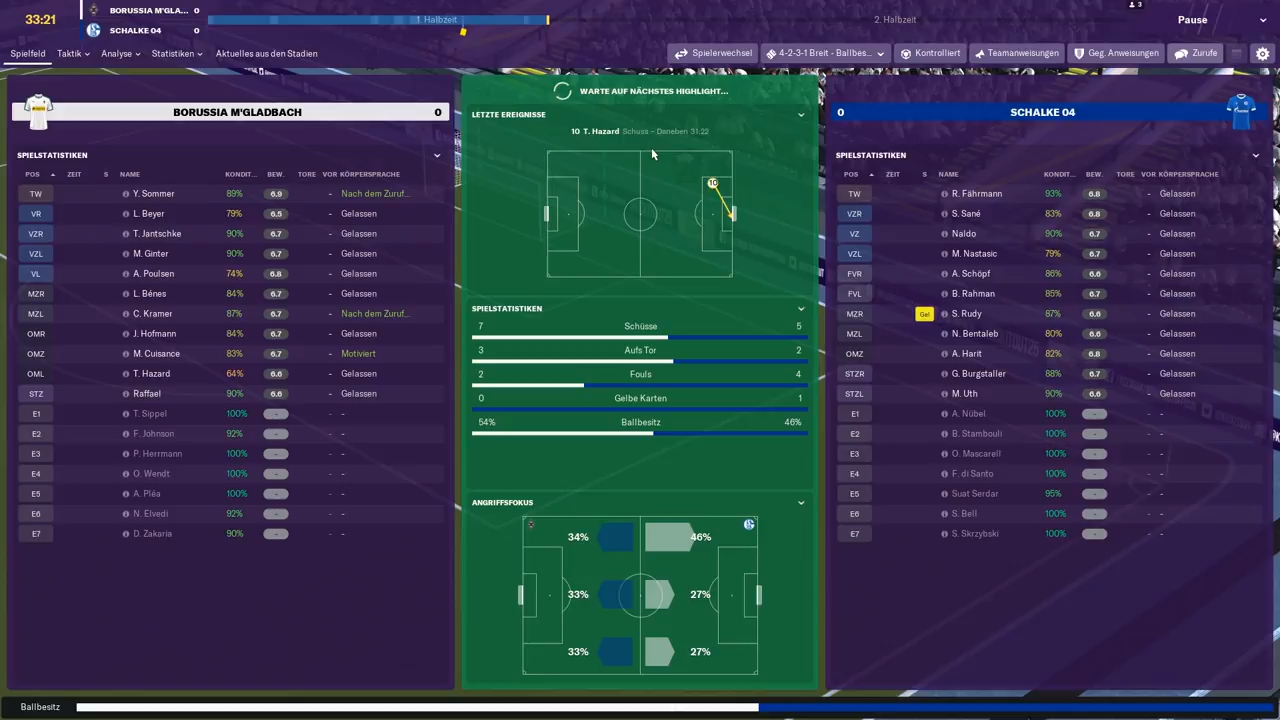 33:21
BORUSSIA M'GLA... 0
SCHALKE 04 0
1. Halbzeit
2. Halbzeit
3
Pause
Spielfeld Taktik Analyse Statistiken Aktuelles aus den Stadien
Spielerwechsel 4-2-3-1 Breit - Ballbes... Kontrolliert Teamanweisungen Geg. Anweisungen Zurufe
BORUSSIA M'GLADBACH 0
SPIELSTATISTIKEN
POS ZEIT S NAME KONDIT... BEW. TORE VOR KÖRPERSPRACHE
TW Y. Sommer 89% 6.9 - Nach dem Zuruf...
VR L. Beyer 79% 6.5 - Gelassen
VZR T. Jantschke 90% 6.7 - Gelassen
VZL M. Ginter 90% 6.7 - Gelassen
VL A. Poulsen 74% 6.8 - Gelassen
MZR L. Bénes 84% 6.7 - Gelassen
MZL C. Kramer 87% 6.7 - Nach dem Zuruf...
OMR J. Hofmann 84% 6.7 - Gelassen
OMZ M. Cuisance 83% 6.7 - Motiviert
OML T. Hazard 64% 6.6 - Gelassen
STZ Raffael 90% 6.6 - Gelassen
E1 T. Sippel 100% - - -
E2 F. Johnson 92% - - -
E3 P. Herrmann 100% - - -
E4 O. Wendt 100% - - -
E5 A. Pléa 100% - - -
E6 N. Elvedi 92% - - -
E7 D. Zakaria 90% - - -
WARTE AUF NÄCHSTES HIGHLIGHT...
LETZTE EREIGNISSE
10 T. Hazard Schuss – Daneben 31:22
10
SPIELSTATISTIKEN
7 Schüsse 5
3 Aufs Tor 2
2 Fouls 4
0 Gelbe Karten 1
54% Ballbesitz 46%
ANGRIFFSFOKUS
34% 46%
33% 27%
33% 27%
0 SCHALKE 04
SPIELSTATISTIKEN
POS ZEIT S NAME KONDIT... BEW. TORE VOR KÖRPERSPRACHE
TW R. Fährmann 93% 6.8 - Gelassen
VZR S. Sané 83% 6.8 - Gelassen
VZ Naldo 90% 6.7 - Gelassen
VZL M. Nastasic 79% 6.7 - Gelassen
FVR A. Schöpf 86% 6.6 - Gelassen
FVL B. Rahman 85% 6.7 - Gelassen
MZR Gel S. Rudy 87% 6.6 - Gelassen
MZL N. Bentaleb 80% 6.6 - Gelassen
OMZ A. Harit 82% 6.8 - Gelassen
STZR G. Burgstaller 88% 6.7 - Gelassen
STZL M. Uth 90% 6.6 - Gelassen
E1 A. Nübel 100% - - -
E2 B. Stambouli 100% - - -
E3 O. Mascarell 100% - - -
E4 F. di Santo 100% - - -
E5 Suat Serdar 95% - - -
E6 S. Bell 100% - - -
E7 S. Skrzybski 100% - - -
Ballbesitz